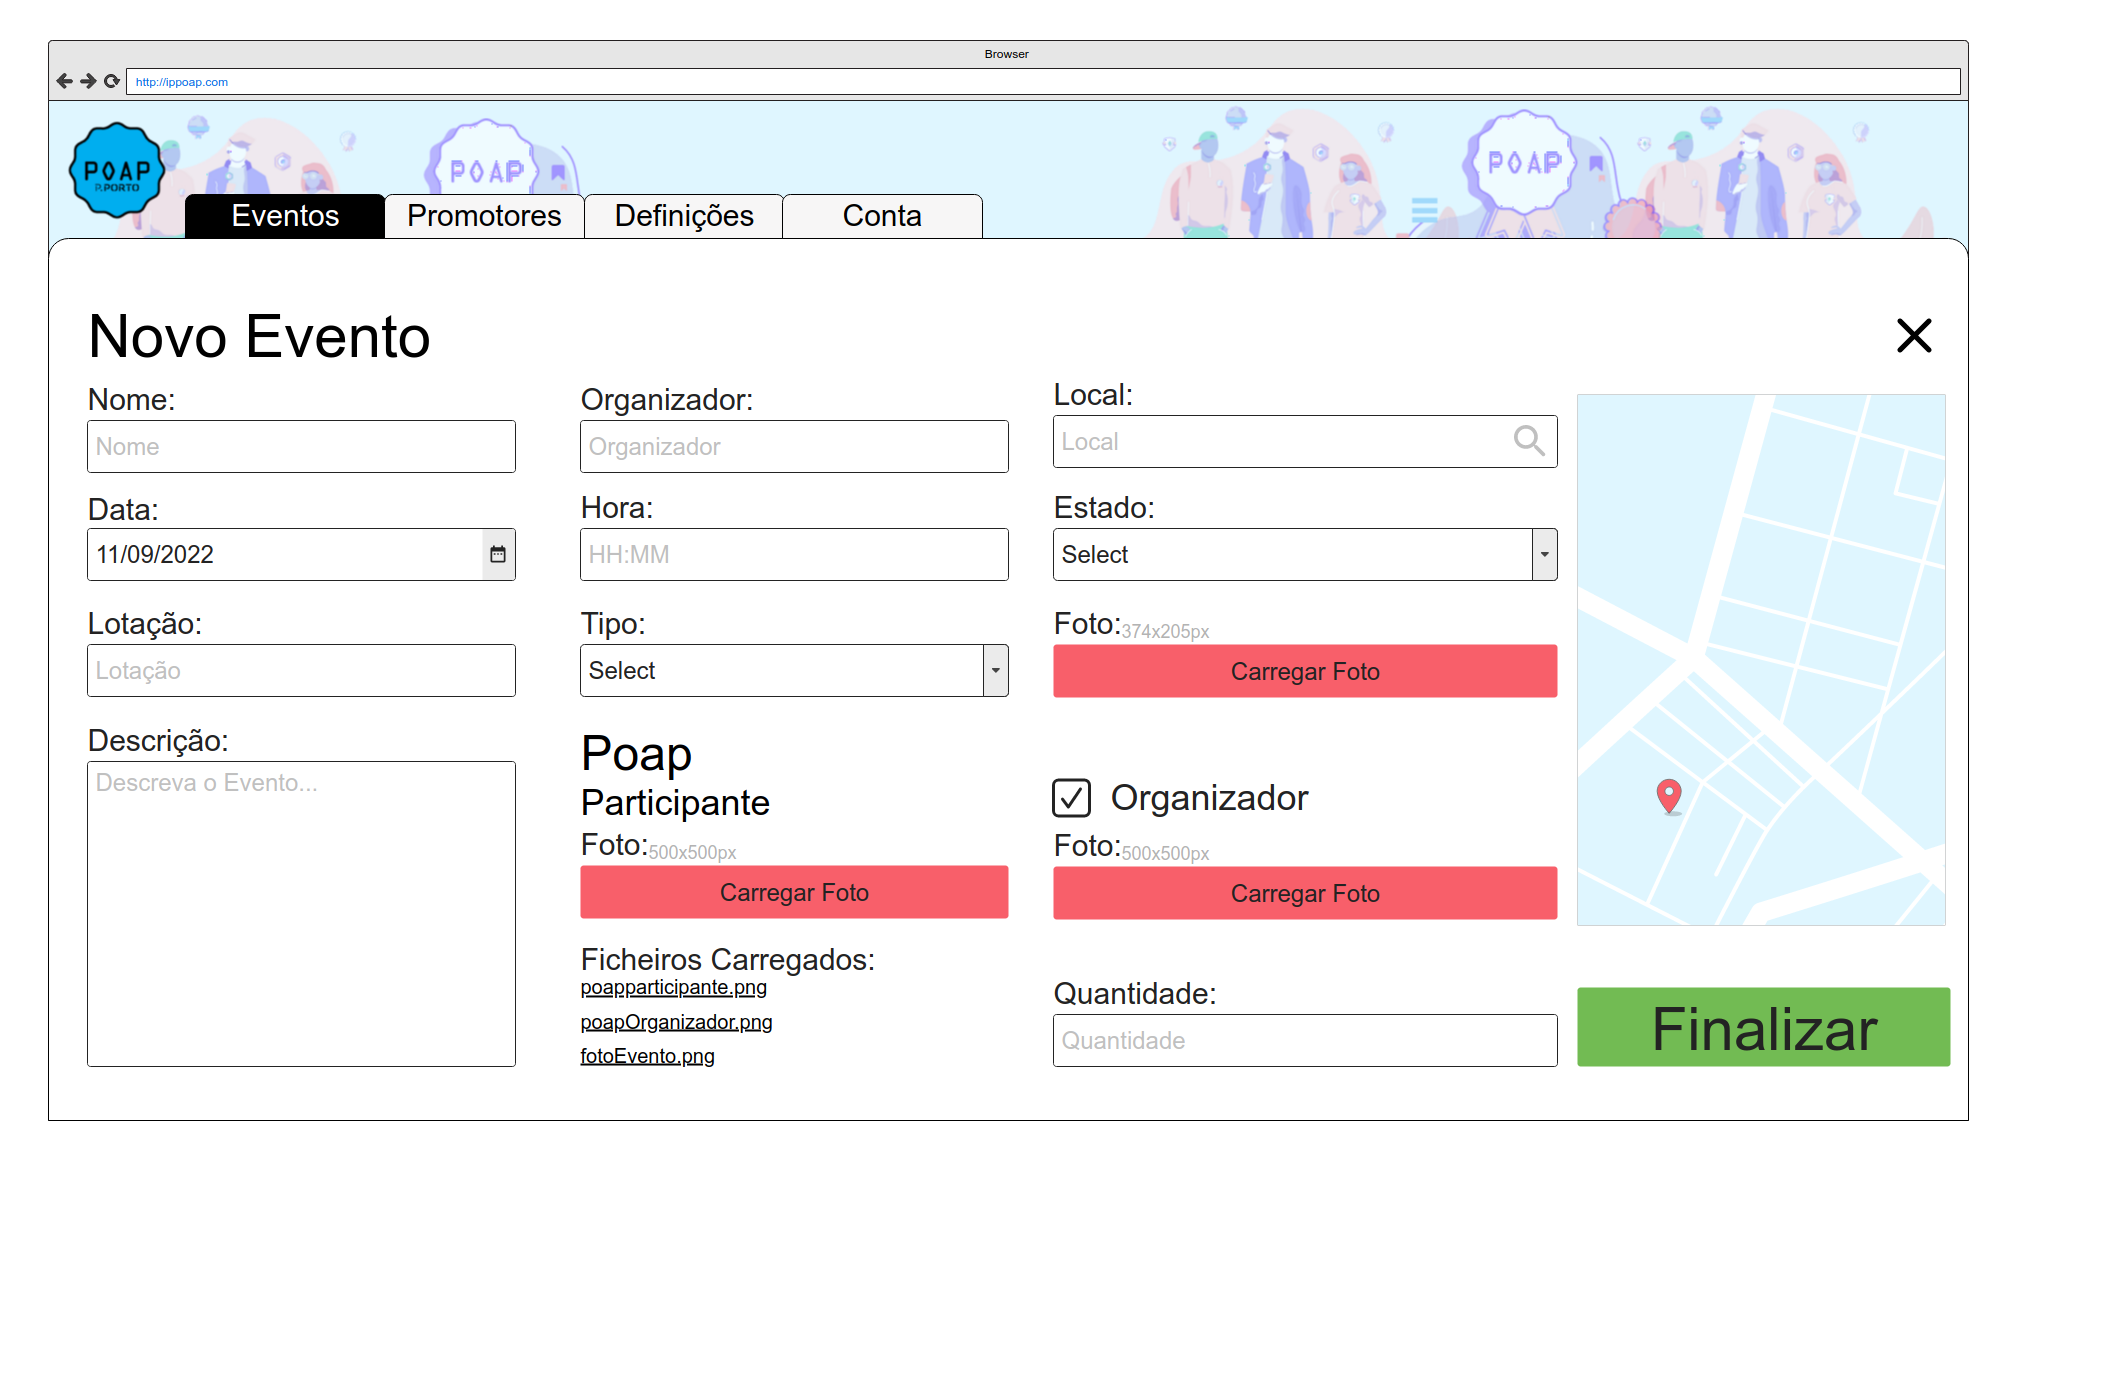 Browser
http://ippoap.com
POAP
P.PORTO
POAP
POAP
Eventos
Promotores
Definições
Conta
Novo Evento
Nome:
Nome
Organizador:
Organizador
Local:
Local
Data:
11/09/2022
Hora:
HH:MM
Estado:
Select
Lotação:
Lotação
Tipo:
Select
Foto:374x205px
Carregar Foto
Descrição:
Descreva o Evento...
Poap
Participante
Foto:500x500px
Carregar Foto
Organizador
Foto:500x500px
Carregar Foto
Ficheiros Carregados:
poapparticipante.png
poapOrganizador.png
fotoEvento.png
Quantidade:
Quantidade
Finalizar